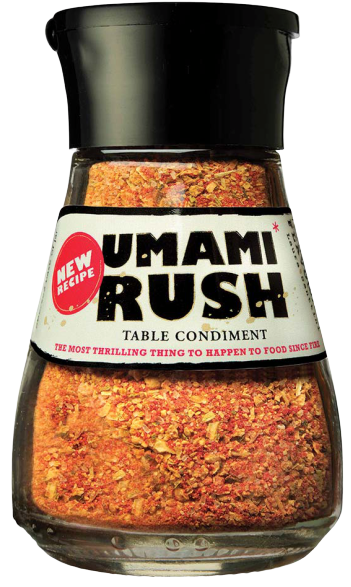 NEW
RECIPE
UMAMI*
RUSH
TABLE CONDIMENT
THE MOST THRILLING THING TO HAPPEN TO FOOD SINCE FIRE